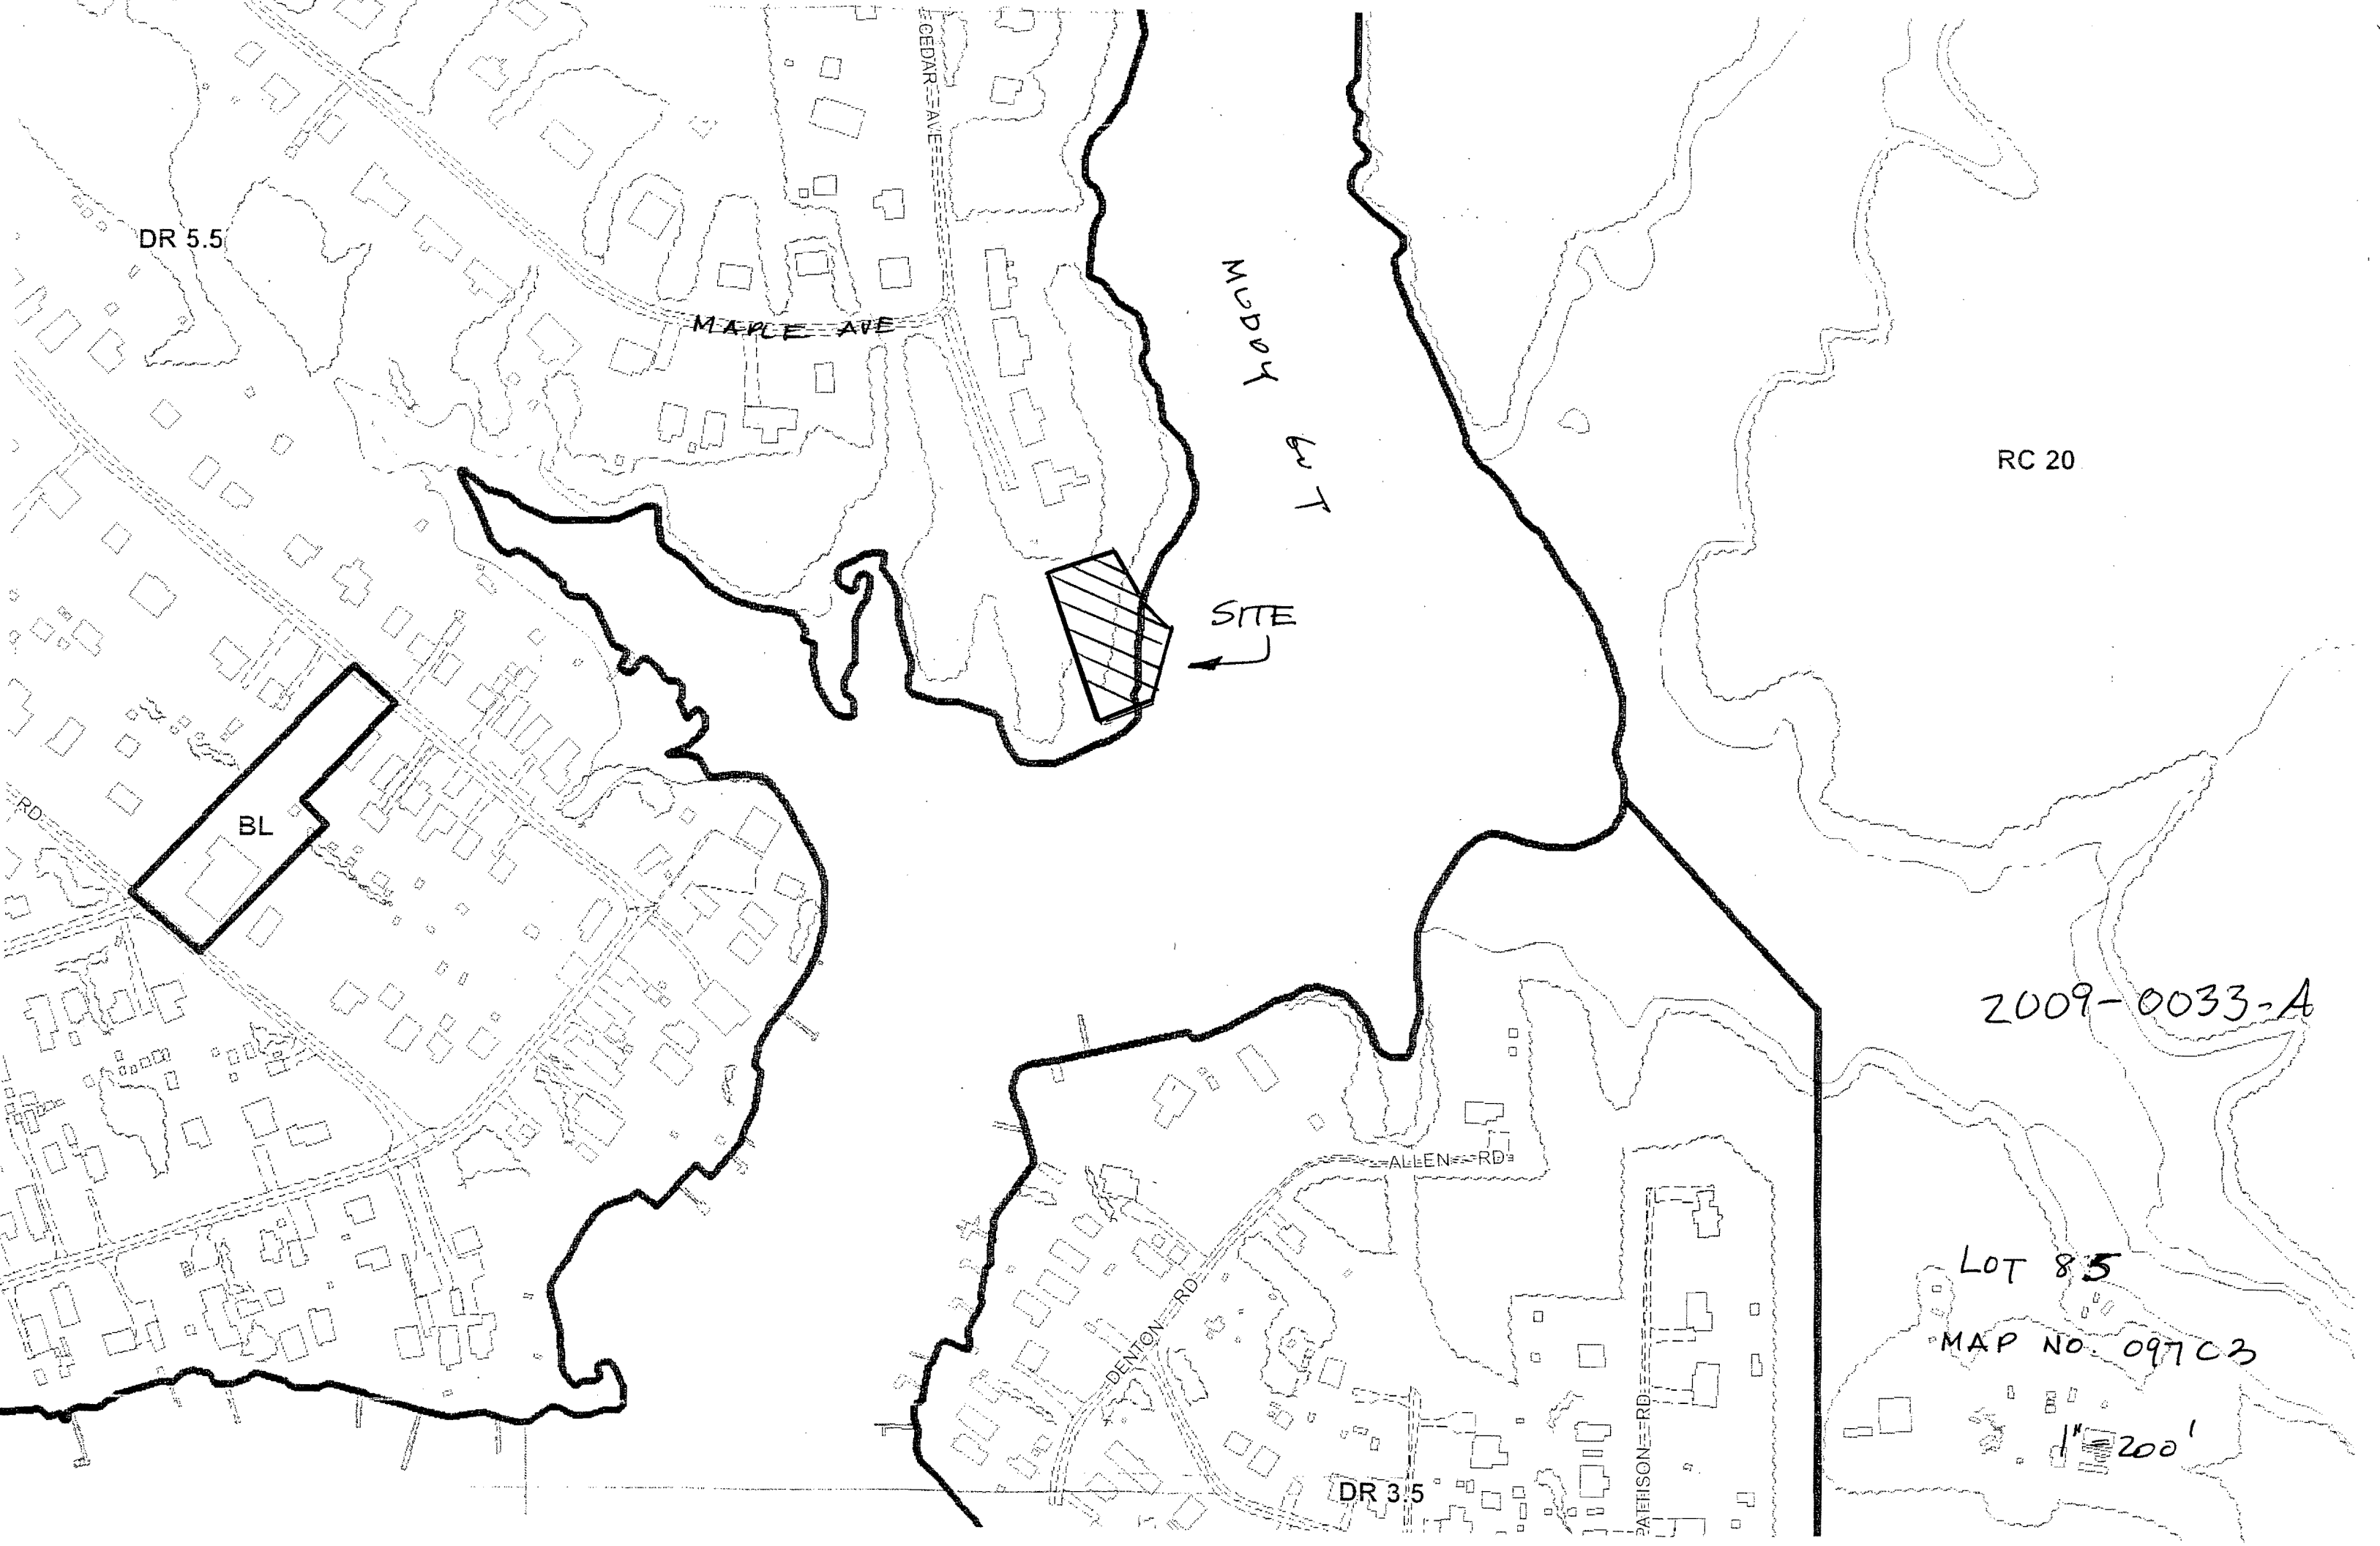 CEDAR AVE
DR 5.5
MAPLE AVE
MUDDY GUT
RC 20
SITE
RD
BL
2009-0033-A
ALLEN RD
LOT 85
DENTON RD
MAP NO. 097C3
PATTISON RD
1" = 200'
DR 3.5